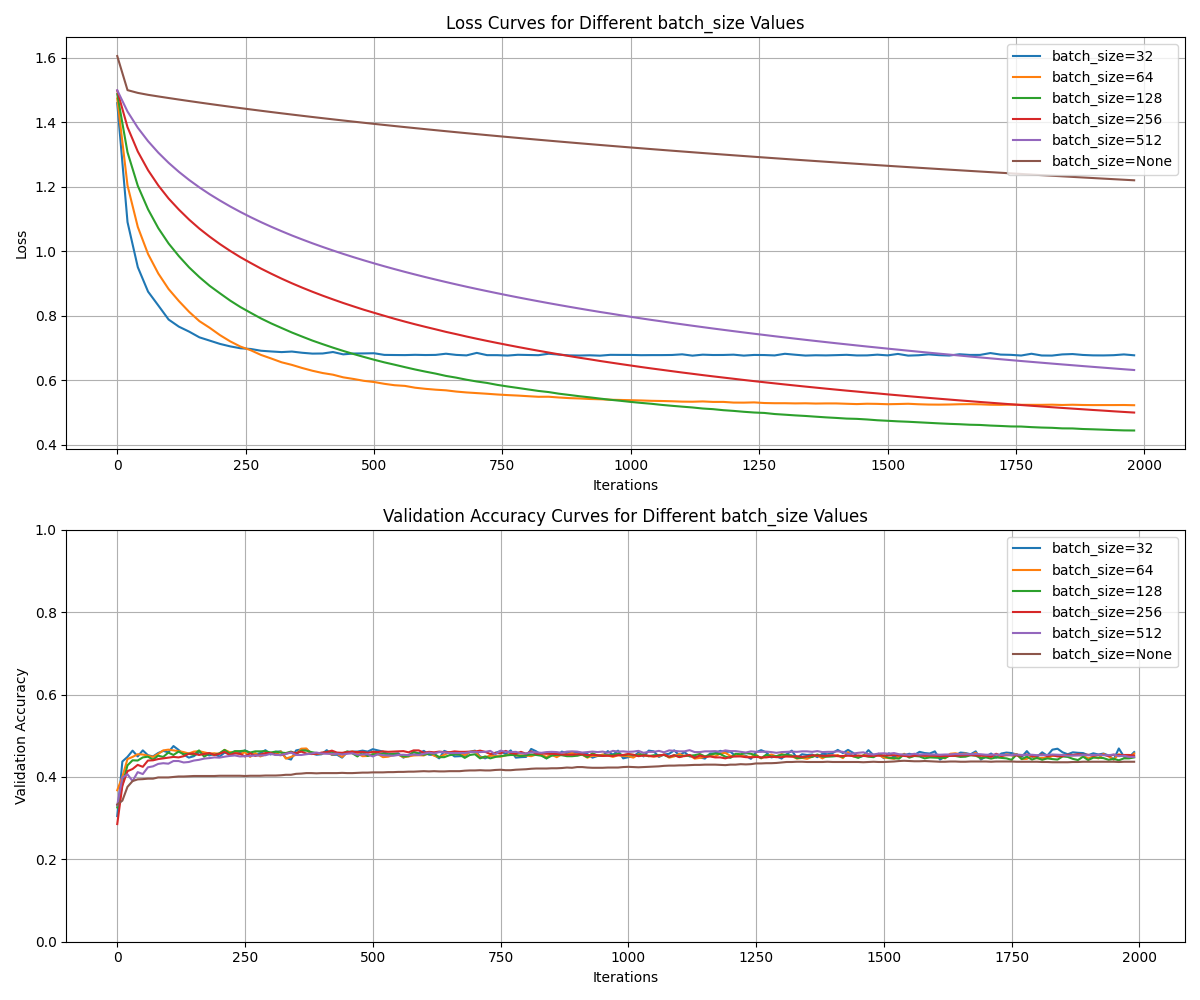 Loss Curves for Different batch_size Values
Loss
1.6
1.4
1.2
1.0
0.8
0.6
0.4
batch_size=32
batch_size=64
batch_size=128
batch_size=256
batch_size=512
batch_size=None
0 250 500 750 1000 1250 1500 1750 2000
Iterations
Validation Accuracy Curves for Different batch_size Values
Validation Accuracy
1.0
0.8
0.6
0.4
0.2
0.0
batch_size=32
batch_size=64
batch_size=128
batch_size=256
batch_size=512
batch_size=None
0 250 500 750 1000 1250 1500 1750 2000
Iterations